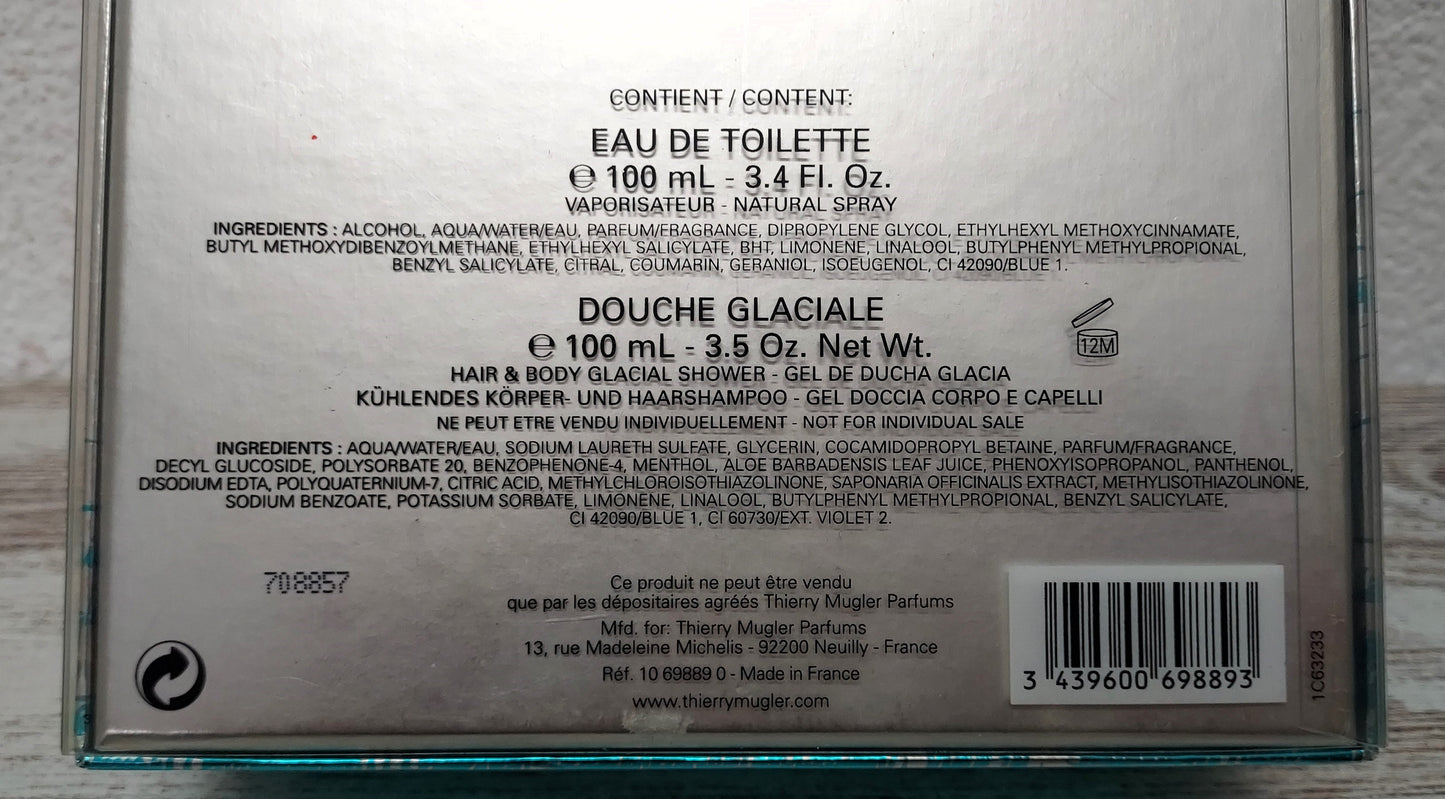 CONTIENT / CONTENT:
EAU DE TOILETTE
℮ 100 mL - 3.4 Fl. Oz.
VAPORISATEUR - NATURAL SPRAY
INGREDIENTS : ALCOHOL, AQUA/WATER/EAU, PARFUM/FRAGRANCE, DIPROPYLENE GLYCOL, ETHYLHEXYL METHOXYCINNAMATE,
BUTYL METHOXYDIBENZOYLMETHANE, ETHYLHEXYL SALICYLATE, BHT, LIMONENE, LINALOOL, BUTYLPHENYL METHYLPROPIONAL,
BENZYL SALICYLATE, CITRAL, COUMARIN, GERANIOL, ISOEUGENOL, CI 42090/BLUE 1.
DOUCHE GLACIALE
℮ 100 mL - 3.5 Oz. Net Wt.
12M
HAIR & BODY GLACIAL SHOWER - GEL DE DUCHA GLACIA
KÜHLENDES KÖRPER- UND HAARSHAMPOO - GEL DOCCIA CORPO E CAPELLI
NE PEUT ETRE VENDU INDIVIDUELLEMENT - NOT FOR INDIVIDUAL SALE
INGREDIENTS : AQUA/WATER/EAU, SODIUM LAURETH SULFATE, GLYCERIN, COCAMIDOPROPYL BETAINE, PARFUM/FRAGRANCE,
DECYL GLUCOSIDE, POLYSORBATE 20, BENZOPHENONE-4, MENTHOL, ALOE BARBADENSIS LEAF JUICE, PHENOXYISOPROPANOL, PANTHENOL,
DISODIUM EDTA, POLYQUATERNIUM-7, CITRIC ACID, METHYLCHLOROISOTHIAZOLINONE, SAPONARIA OFFICINALIS EXTRACT, METHYLISOTHIAZOLINONE,
SODIUM BENZOATE, POTASSIUM SORBATE, LIMONENE, LINALOOL, BUTYLPHENYL METHYLPROPIONAL, BENZYL SALICYLATE,
CI 42090/BLUE 1, CI 60730/EXT. VIOLET 2.
708857
Ce produit ne peut être vendu
que par les dépositaires agréés Thierry Mugler Parfums
Mfd. for: Thierry Mugler Parfums
13, rue Madeleine Michelis - 92200 Neuilly - France
Réf. 10 69889 0 - Made in France
www.thierrymugler.com
3 439600 698893
1C63233